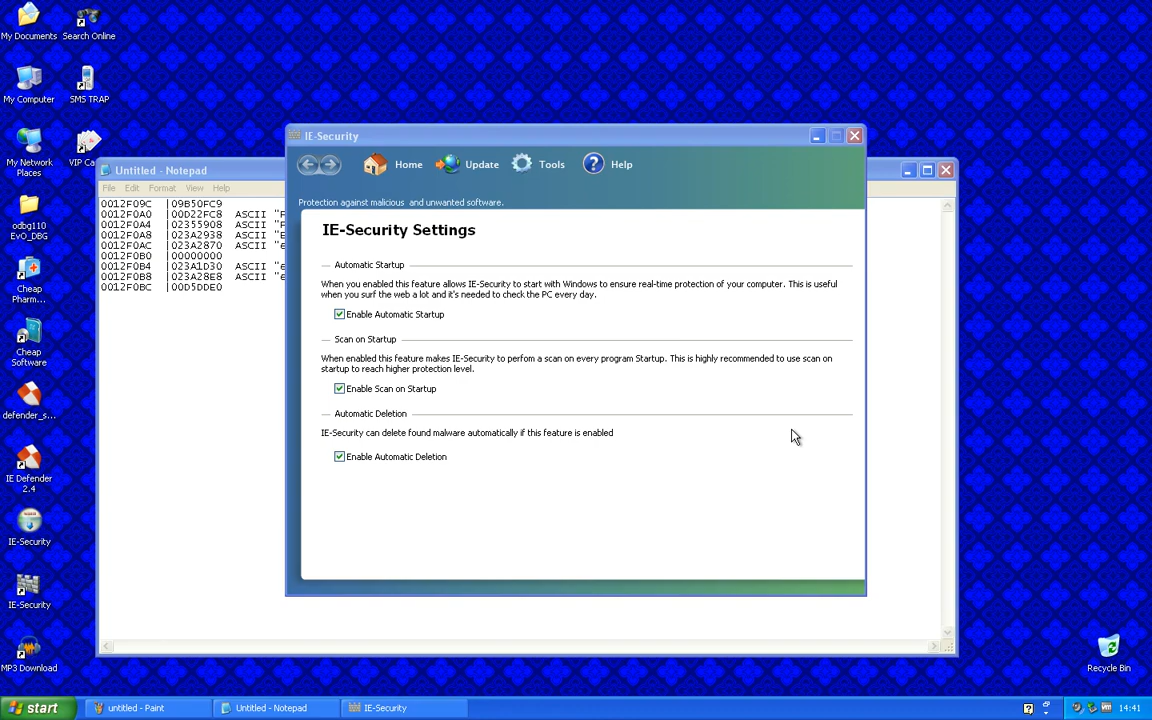 My Documents
Search Online
My Computer
SMS TRAP
My Network
Places
VIP Ca
odbg110
EvO_DBG
Cheap
Pharm...
Cheap
Software
defender_s...
IE Defender
2.4
IE-Security
IE-Security
MP3 Download
Recycle Bin
Untitled - Notepad
File Edit Format View Help
0012F09C |09B50FC9
0012F0A0 |00D22FC8 ASCII "F
0012F0A4 |02355908 ASCII "F
0012F0A8 |023A2938 ASCII "E
0012F0AC |023A2870 ASCII "e
0012F0B0 |00000000
0012F0B4 |023A1D30 ASCII "e
0012F0B8 |023A28E8 ASCII "e
0012F0BC |00D5DDE0
IE-Security
Home Update Tools ? Help
Protection against malicious and unwanted software.
IE-Security Settings
Automatic Startup
When you enabled this feature allows IE-Security to start with Windows to ensure real-time protection of your computer. This is useful
when you surf the web a lot and it's needed to check the PC every day.
Enable Automatic Startup
Scan on Startup
When enabled this feature makes IE-Security to perfom a scan on every program Startup. This is highly recommended to use scan on
startup to reach higher protection level.
Enable Scan on Startup
Automatic Deletion
IE-Security can delete found malware automatically if this feature is enabled
Enable Automatic Deletion
start
untitled - Paint
Untitled - Notepad
IE-Security
14:41